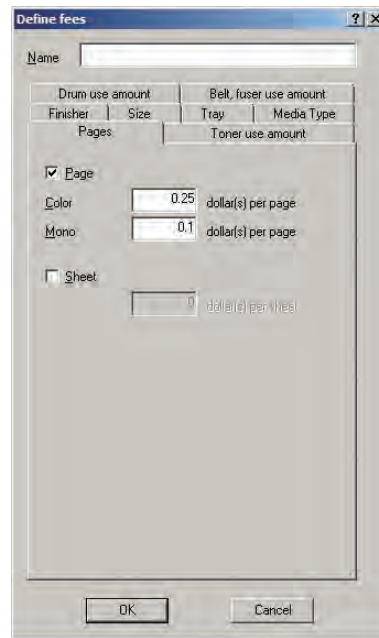 Define fees
Name
Drum use amount Belt, fuser use amount
Finisher Size Tray Media Type
Pages Toner use amount
Page
Color 0.25 dollar(s) per page
Mono 0.1 dollar(s) per page
Sheet
0 dollar(s) per sheet
OK Cancel